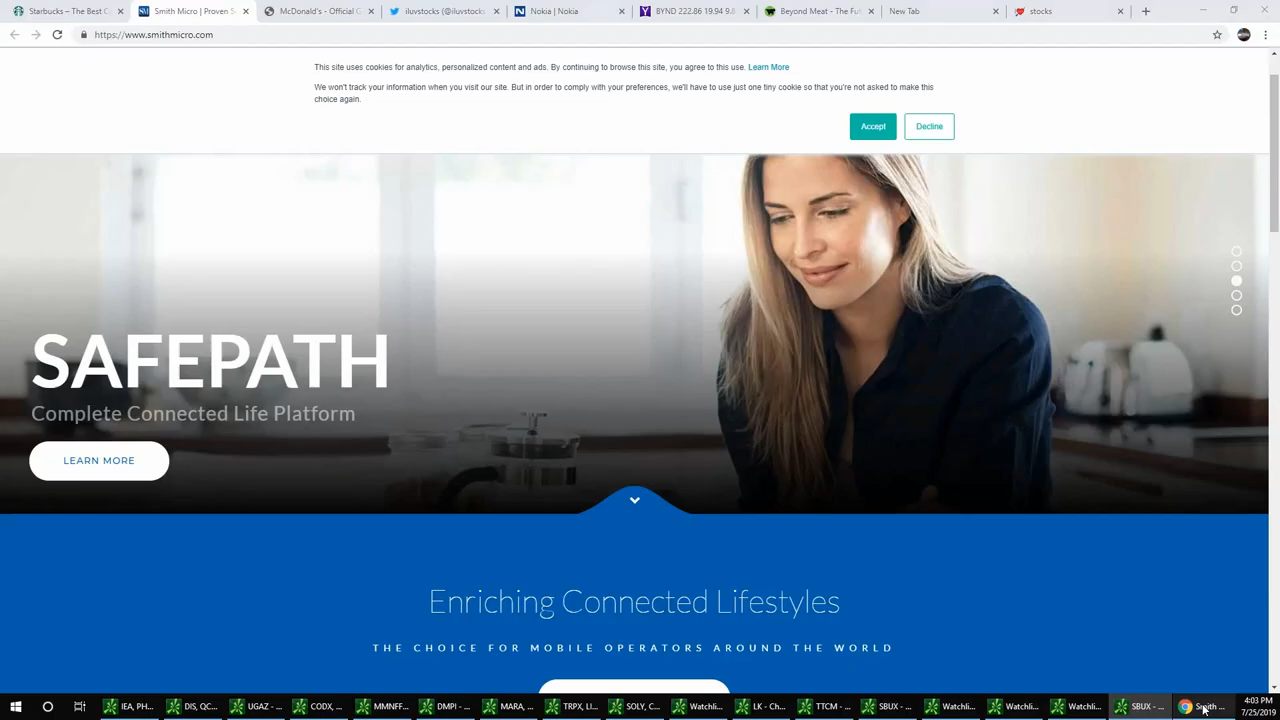 Starbucks – The Best C
Smith Micro | Proven S
McDonald's - Official G
iluvstocks (@iluvstocks
Nokia | Nokia
BYND 222.86 19.94 9.8
Beyond Meat - The Fut
New Tab
stocks
https://www.smithmicro.com
This site uses cookies for analytics, personalized content and ads. By continuing to browse this site, you agree to this use. Learn More
We won't track your information when you visit our site. But in order to comply with your preferences, we'll have to use just one tiny cookie so that you're not asked to make this
choice again.
Accept
Decline
SAFEPATH
Complete Connected Life Platform
LEARN MORE
Enriching Connected Lifestyles
THE CHOICE FOR MOBILE OPERATORS AROUND THE WORLD
IEA, PH...
DIS, QC...
UGAZ - ...
CODX, ...
MMNFF...
DMPI - ...
MARA, ...
TRPX, LI...
SOLY, C...
Watchli...
LK - Ch...
TTCM - ...
SBUX - ...
Watchli...
Watchli...
Watchli...
SBUX - ...
Smith ...
4:03 PM
7/25/2019